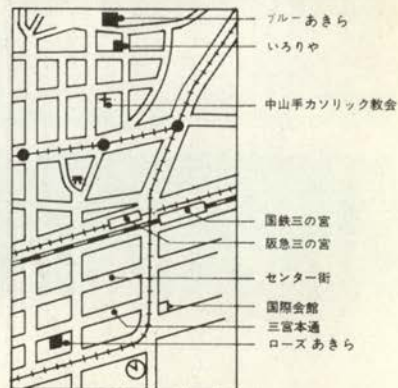 ブルーあきら
いろりや
中山手カソリック教会
国鉄三の宮
阪急三の宮
センター街
国際会館
三宮本通
ローズあきら